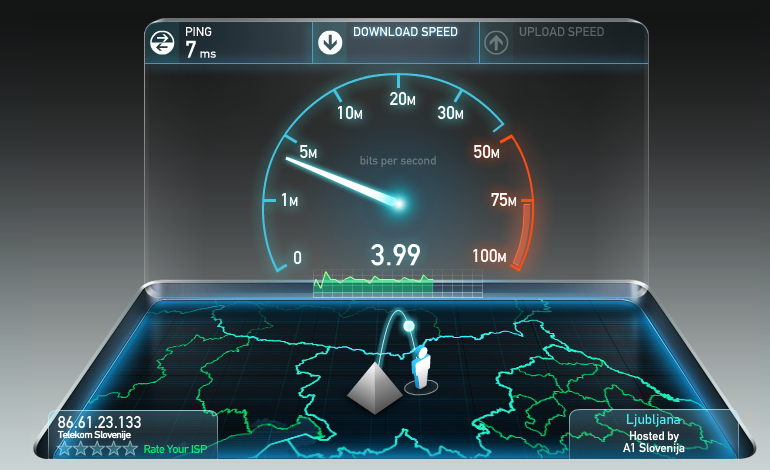 PING
7 ms
DOWNLOAD SPEED
UPLOAD SPEED
20M
10M
30M
5M
50M
bits per second
1M
75M
0
3.99
100M
86.61.23.133
Telekom Slovenije
Rate Your ISP
Ljubljana
Hosted by
A1 Slovenija